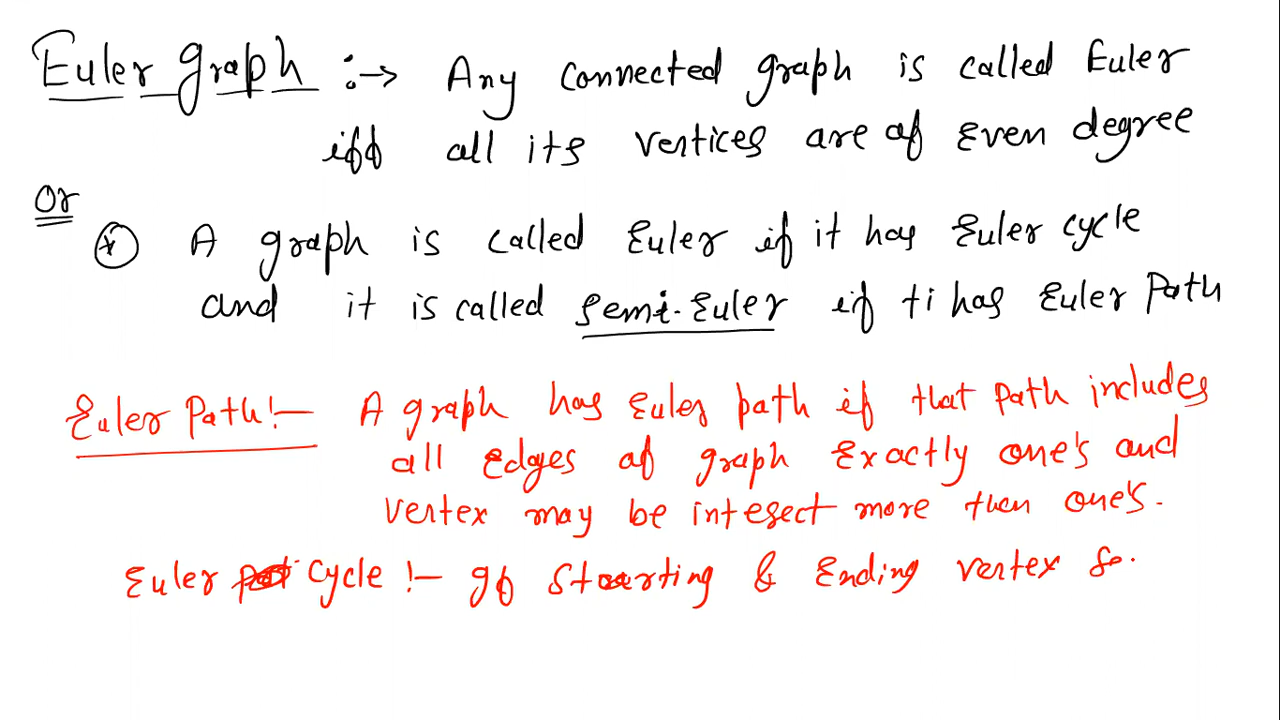 Euler graph :→ Any connected graph is called Euler
iff all its vertices are of Even degree
Or
* A graph is called Euler if it has Euler cycle
and it is called semi-Euler if ti has Euler Path
Euler Path!— A graph has Euler path if that path includes
all Edges of graph Exactly one's and
vertex may be intesect more then one's.
Euler cycle !— If Starting & Ending vertex